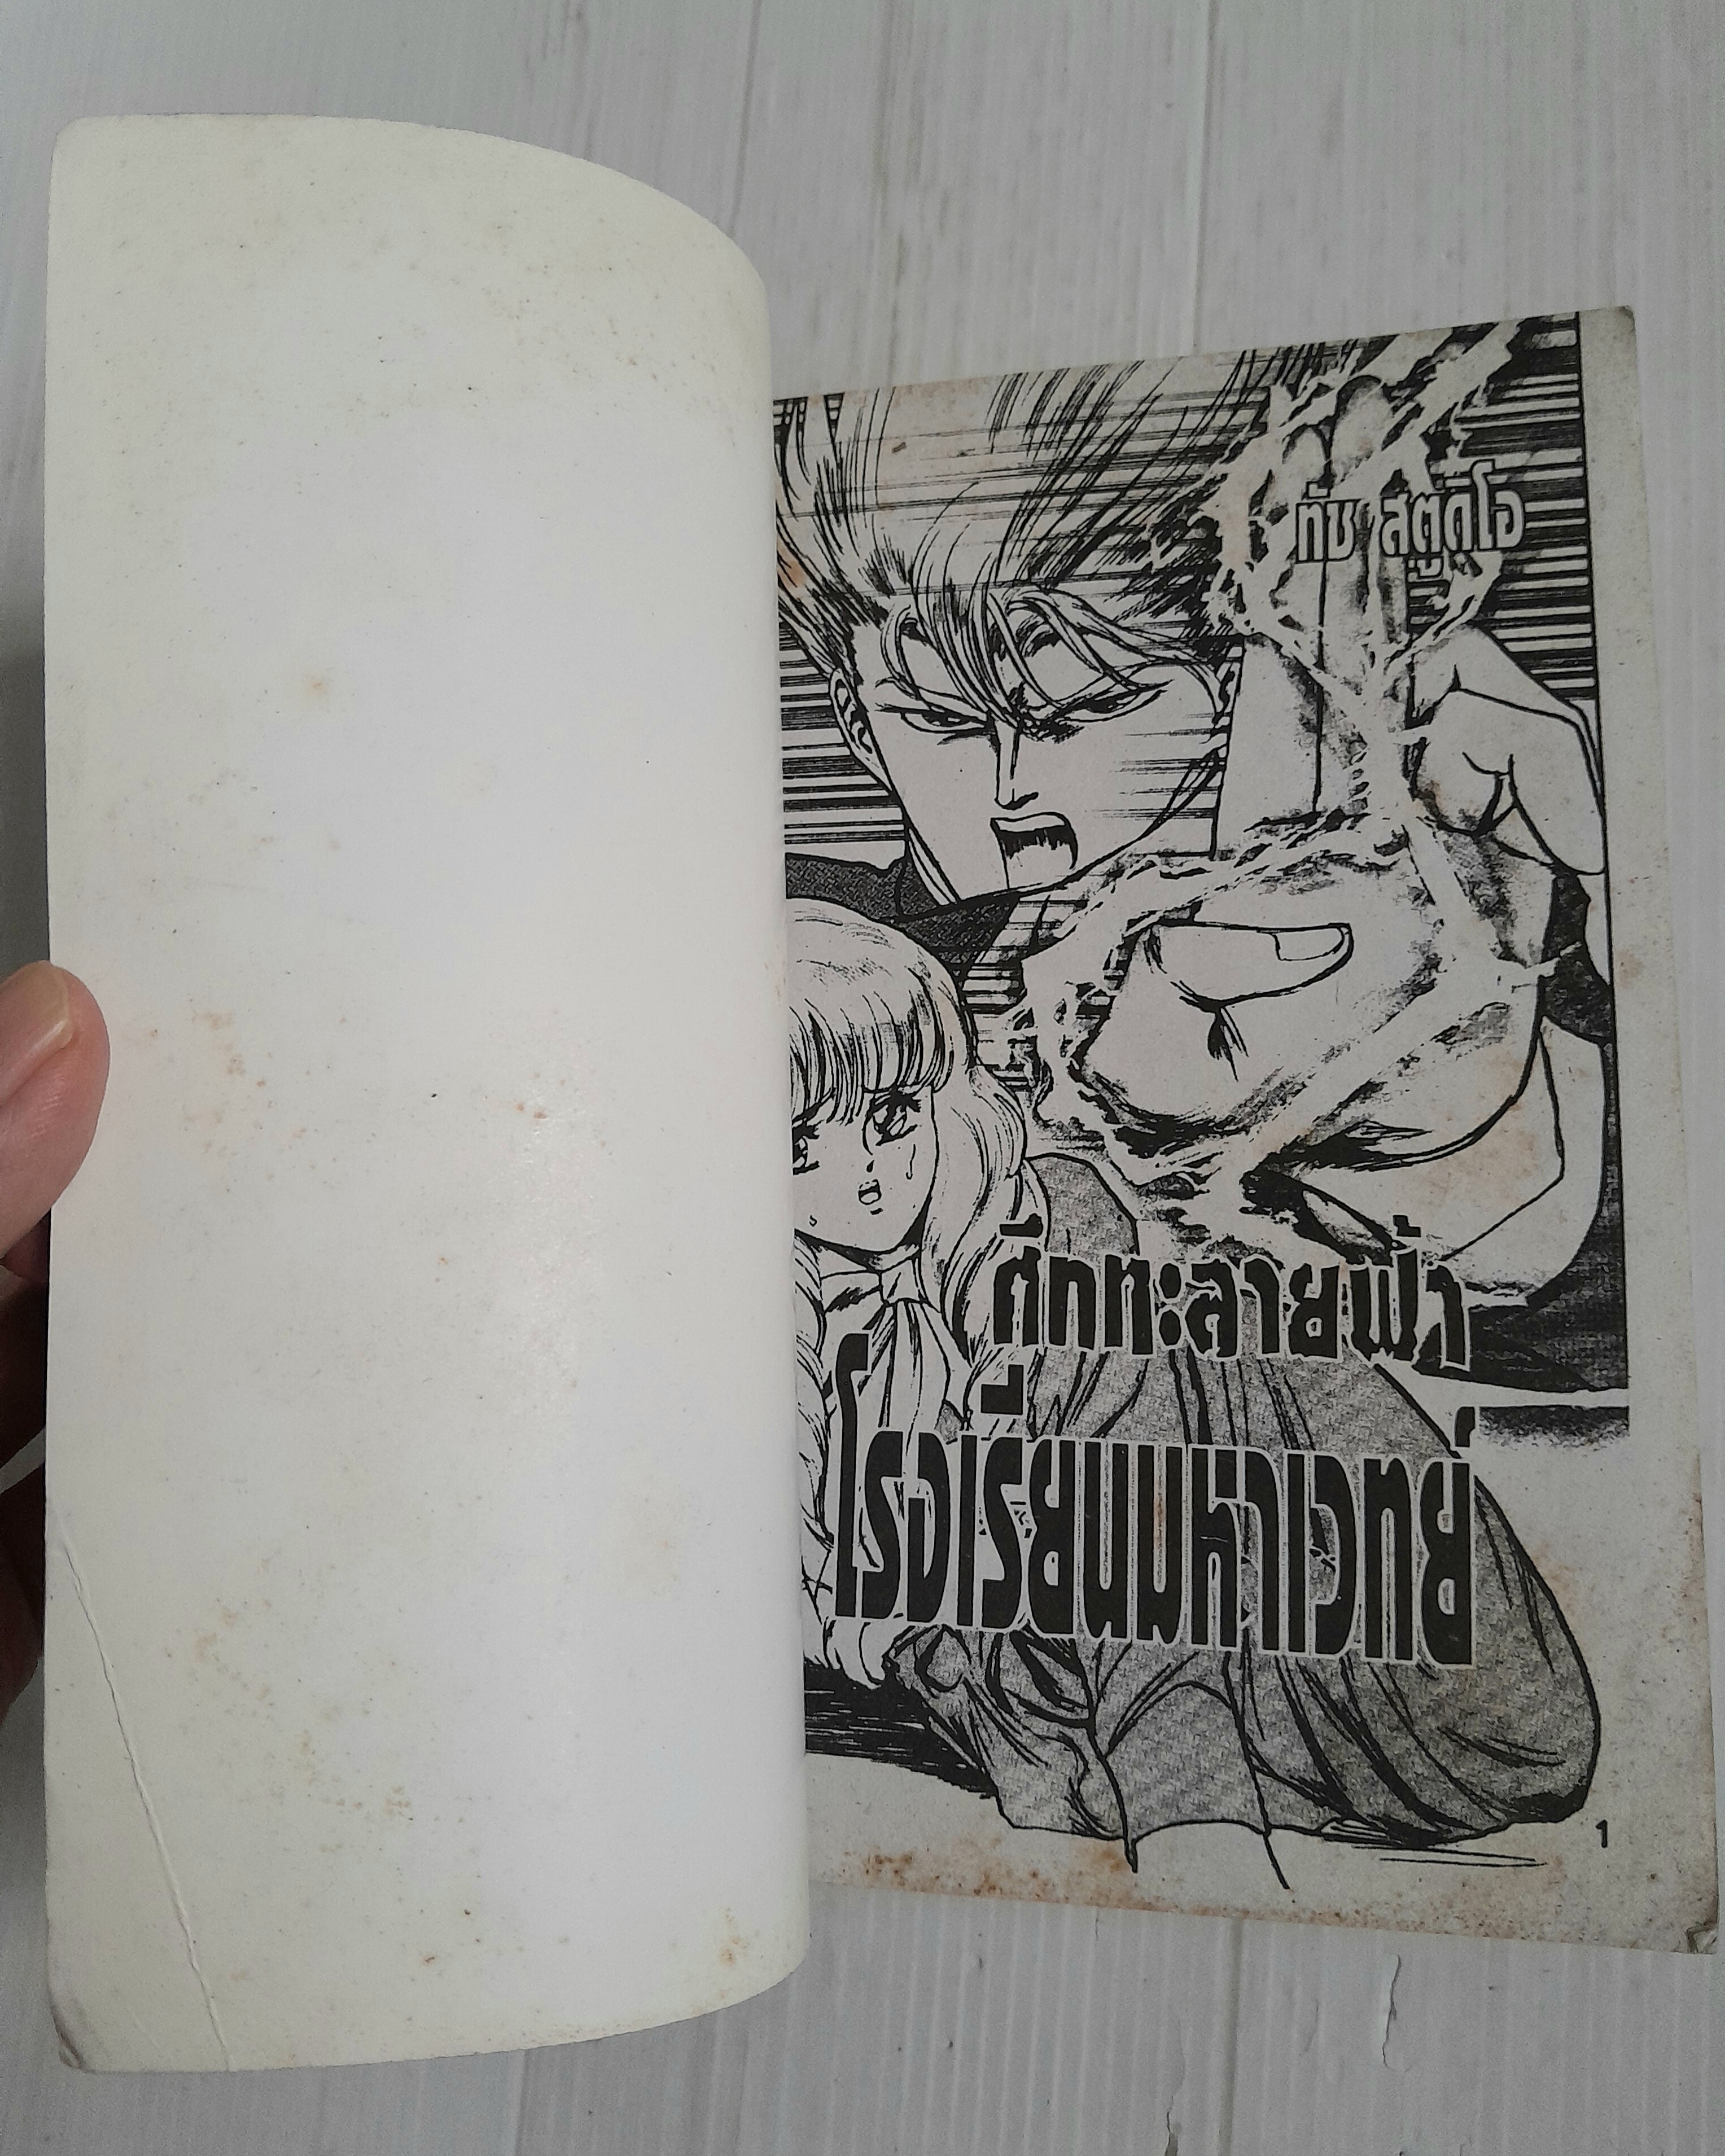 ทัช สตูดิโอ
ศึกทะลายฟ้า
โรงเรียนมหาเวทย์
1